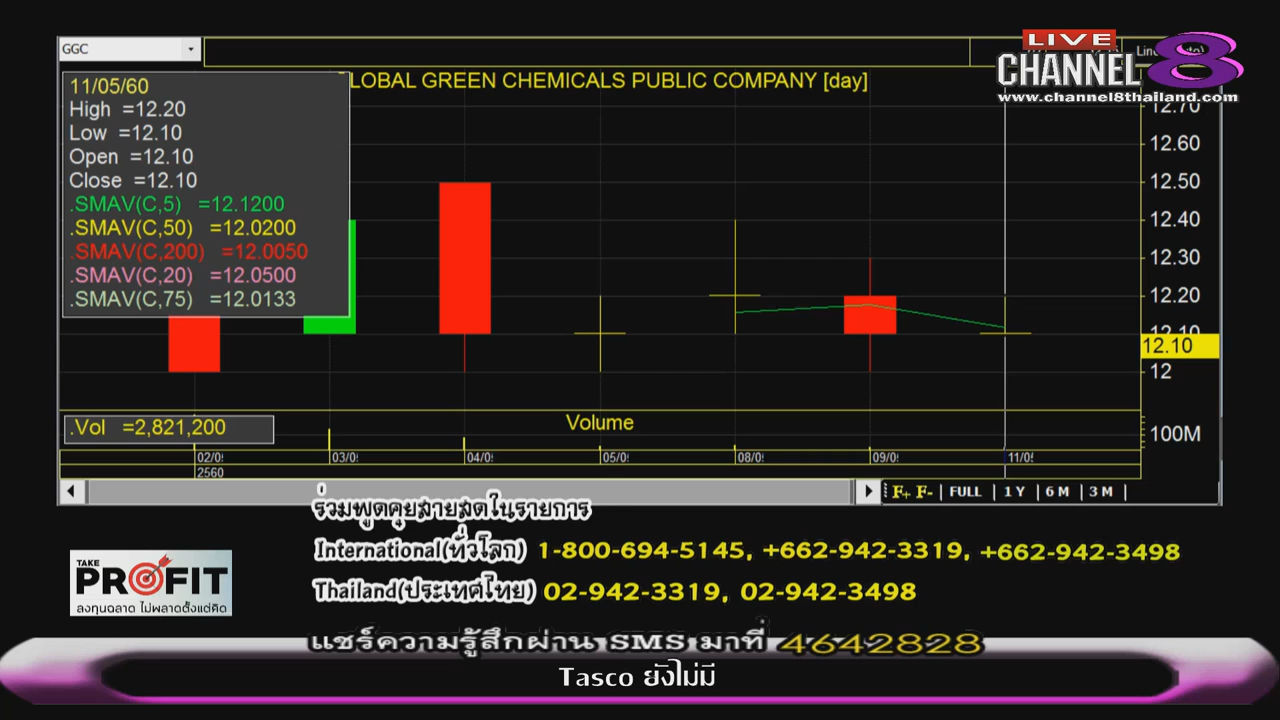 GGC
LIVE
CHANNEL 8
www.channel8thailand.com
LOBAL GREEN CHEMICALS PUBLIC COMPANY [day]
11/05/60
High =12.20
Low =12.10
Open =12.10
Close =12.10
.SMAV(C,5) =12.1200
.SMAV(C,50) =12.0200
.SMAV(C,200) =12.0050
.SMAV(C,20) =12.0500
.SMAV(C,75) =12.0133
12.70
12.60
12.50
12.40
12.30
12.20
12.10
12.10
12
.Vol =2,821,200
Volume
100M
02/0 03/0 04/0 05/0 08/0 09/0 11/0
2560
F+ F- FULL 1 Y 6 M 3 M
ร่วมพูดคุยสายสดในรายการ
International(ทั่วโลก) 1-800-694-5145, +662-942-3319, +662-942-3498
Thailand(ประเทศไทย) 02-942-3319, 02-942-3498
TAKE
PROFIT
ลงทุนฉลาด ไม่พลาดตั้งแต่คิด
แชร์ความรู้สึกผ่าน SMS มาที่ 4642828
Tasco ยังไม่มี